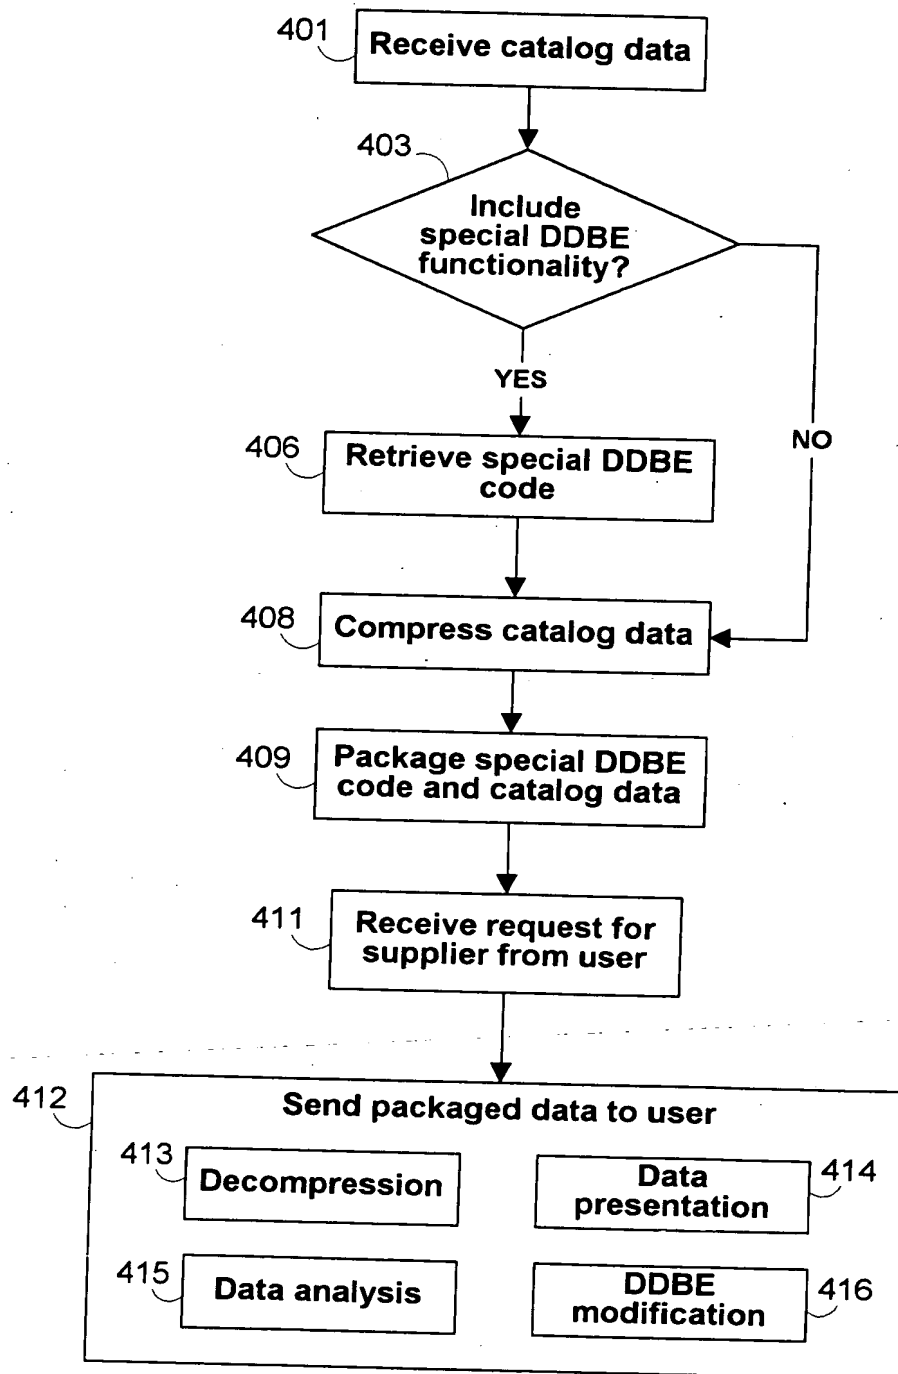 401
Receive catalog data
403
Include
special DDBE
functionality?
YES
NO
406
Retrieve special DDBE
code
408
Compress catalog data
409
Package special DDBE
code and catalog data
411
Receive request for
supplier from user
412
Send packaged data to user
413
Decompression
Data
presentation
414
415
Data analysis
DDBE
modification
416